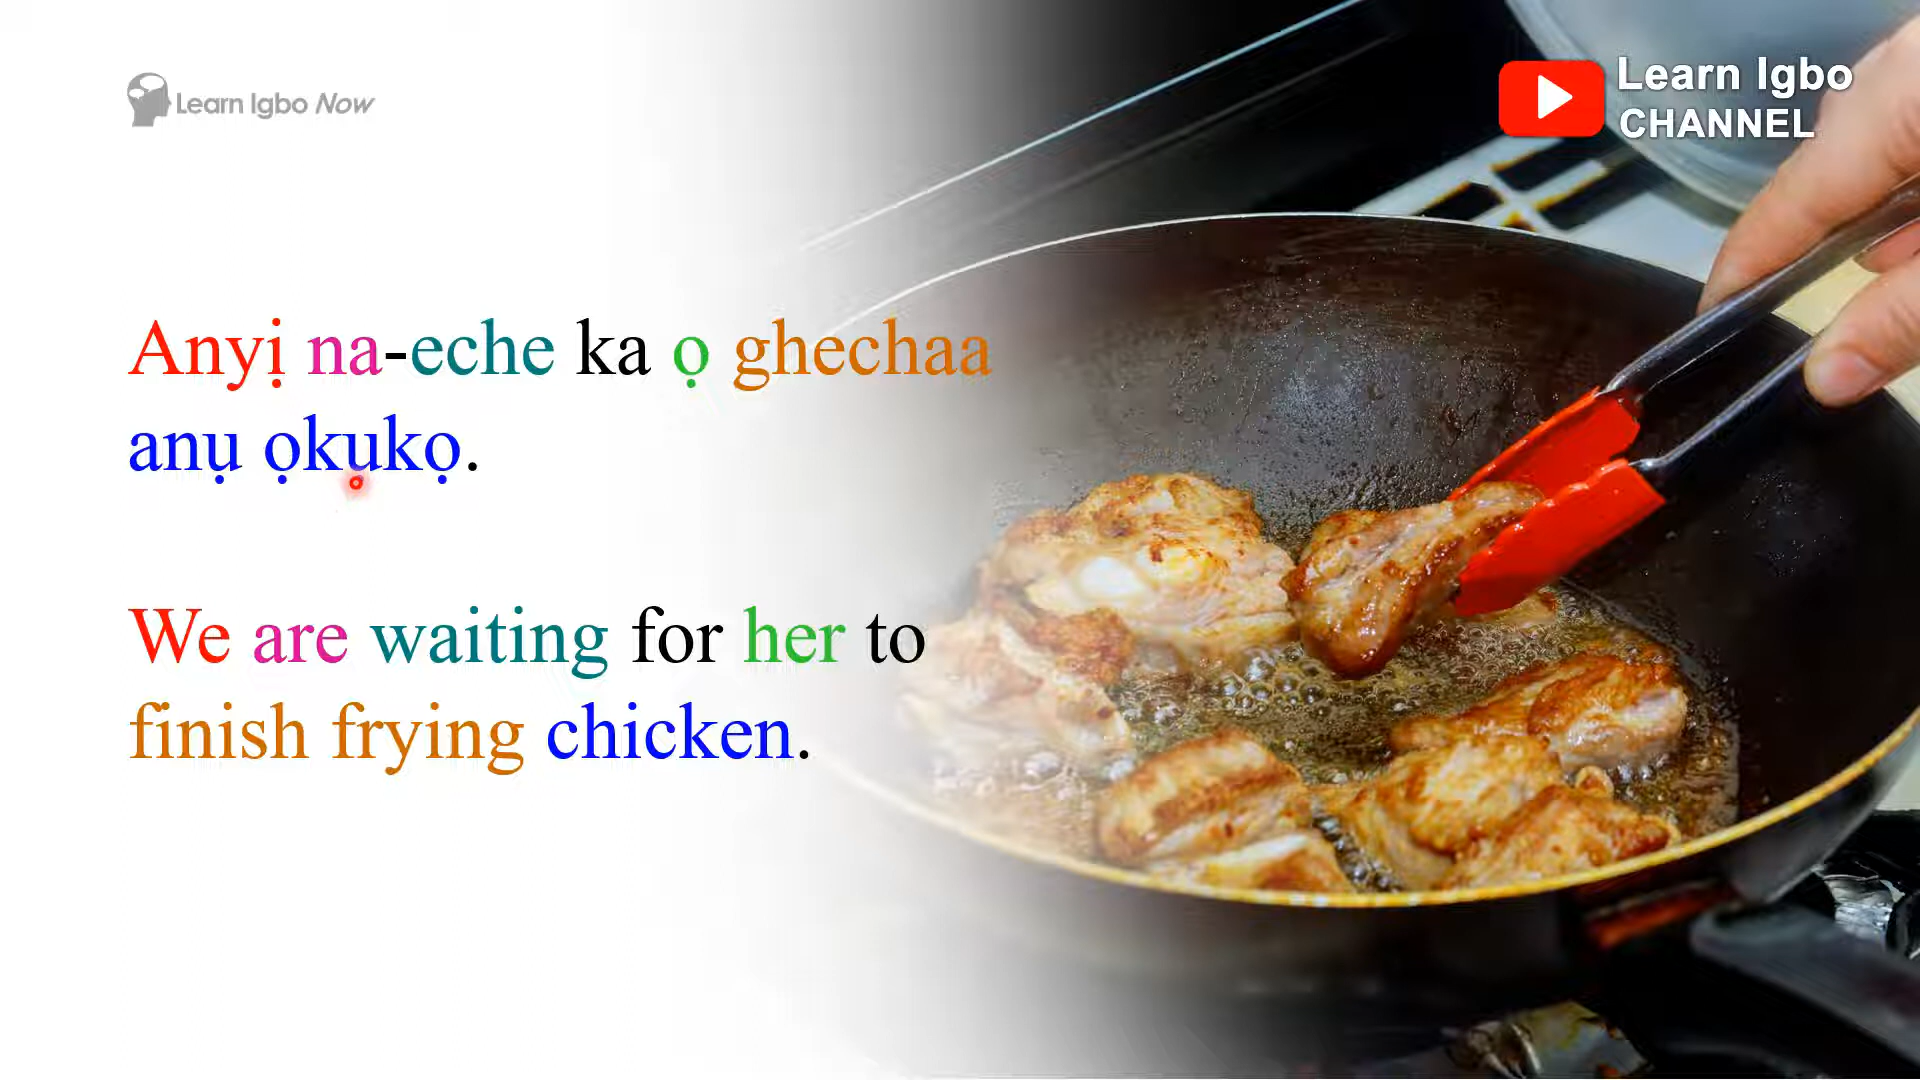 Learn Igbo Now
Learn Igbo
CHANNEL
Anyị na-eche ka ọ ghechaa
anụ ọkụkọ.
We are waiting for her to
finish frying chicken.